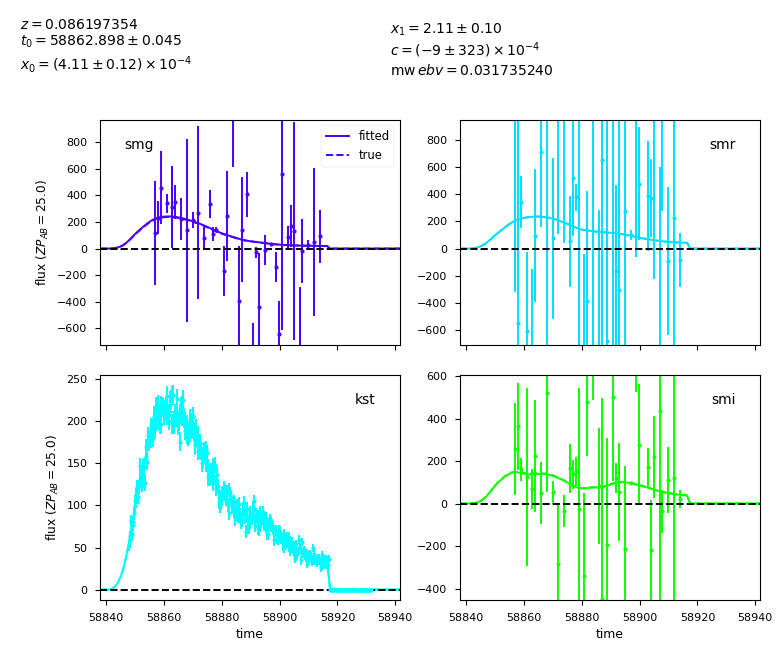 z = 0.086197354
t₀ = 58862.898 ± 0.045
x₀ = (4.11 ± 0.12) × 10⁻⁴
x₁ = 2.11 ± 0.10
c = (−9 ± 323) × 10⁻⁴
mw ebv = 0.031735240
smg
fitted
true
800
600
400
200
0
−200
−400
−600
flux (ZP_AB = 25.0)
smr
800
600
400
200
0
−200
−400
−600
kst
250
200
150
100
50
0
flux (ZP_AB = 25.0)
58840 58860 58880 58900 58920 58940
time
smi
600
400
200
0
−200
−400
58840 58860 58880 58900 58920 58940
time